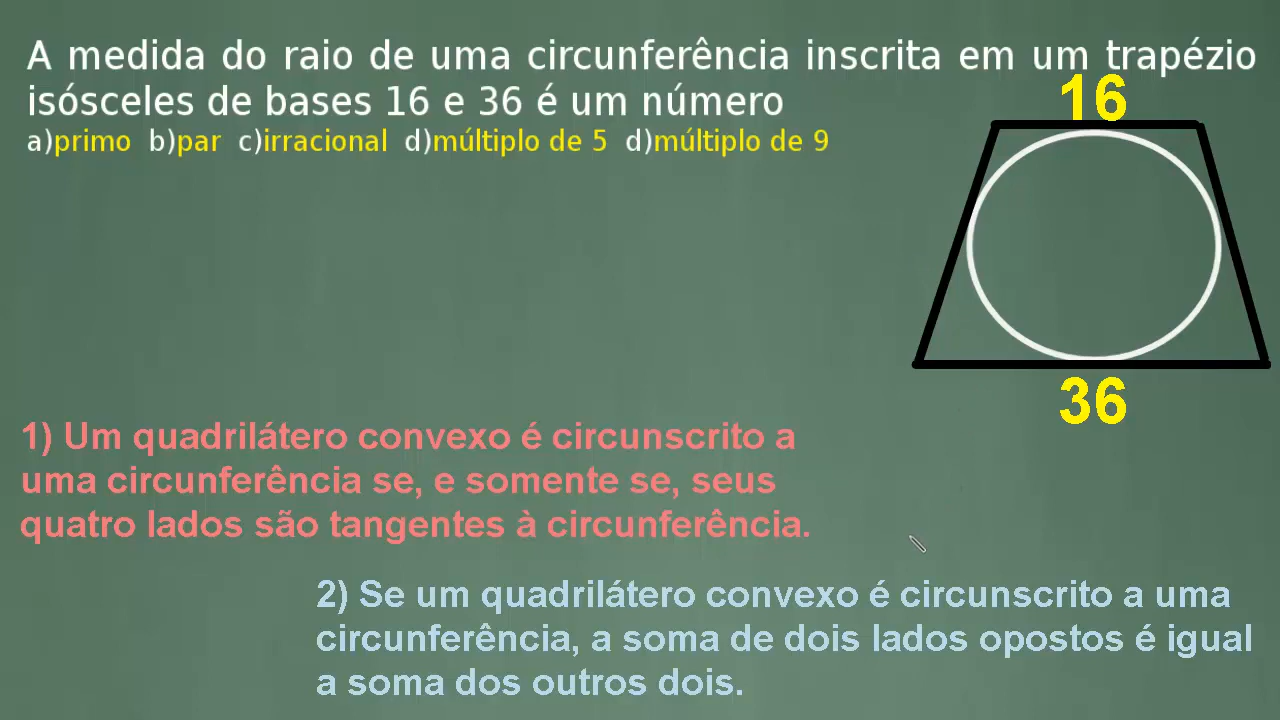 A medida do raio de uma circunferência inscrita em um trapézio
isósceles de bases 16 e 36 é um número
a)primo b)par c)irracional d)múltiplo de 5 d)múltiplo de 9
16
36
1) Um quadrilátero convexo é circunscrito a
uma circunferência se, e somente se, seus
quatro lados são tangentes à circunferência.
2) Se um quadrilátero convexo é circunscrito a uma
circunferência, a soma de dois lados opostos é igual
a soma dos outros dois.